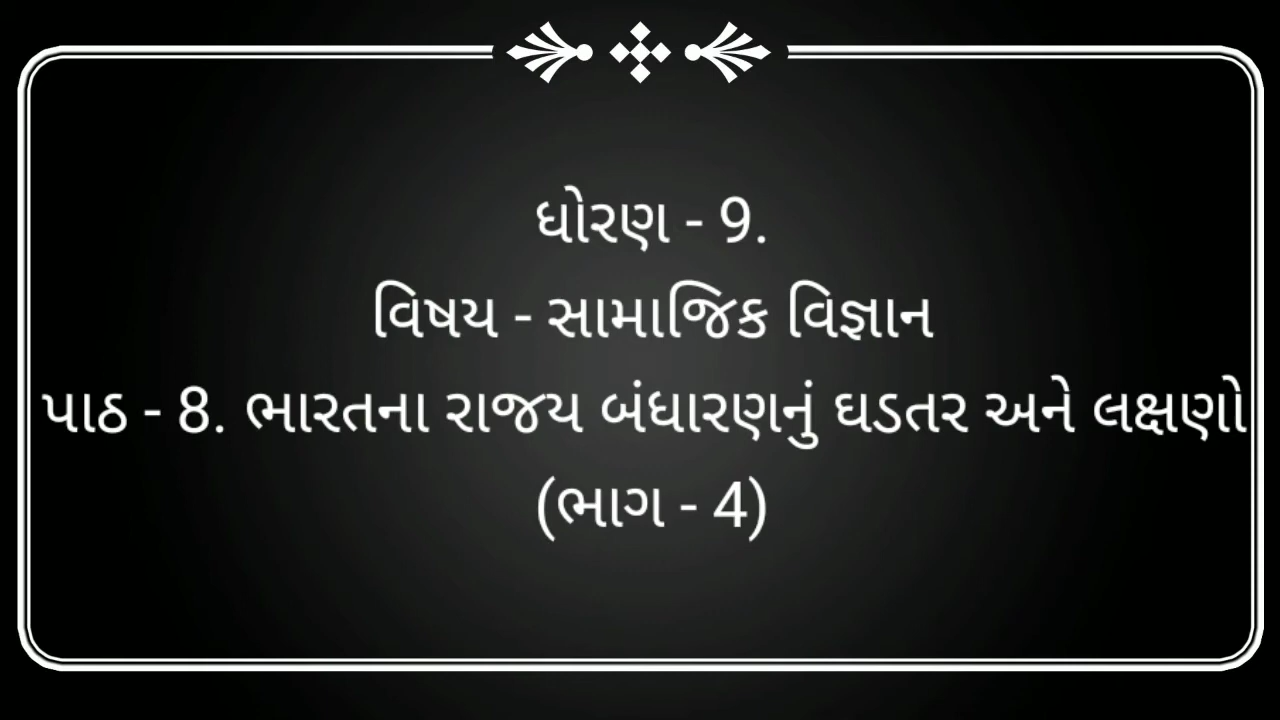 ધોરણ - 9.
વિષય - સામાજિક વિજ્ઞાન
પાઠ - 8. ભારતના રાજય બંધારણનું ઘડતર અને લક્ષણો
(ભાગ - 4)